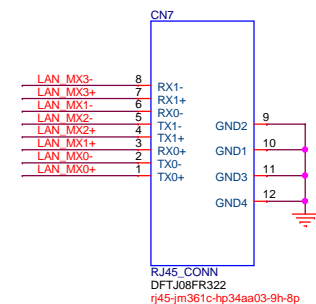 CN7
LAN_MX3- 8 RX1-
LAN_MX3+ 7 RX1+
LAN_MX1- 6 RX0-
LAN_MX2- 5 TX1-
LAN_MX2+ 4 TX1+
LAN_MX1+ 3 RX0+
LAN_MX0- 2 TX0-
LAN_MX0+ 1 TX0+
GND2 9
GND1 10
GND3 11
GND4 12
RJ45_CONN
DFTJ08FR322
rj45-jm361c-hp34aa03-9h-8p